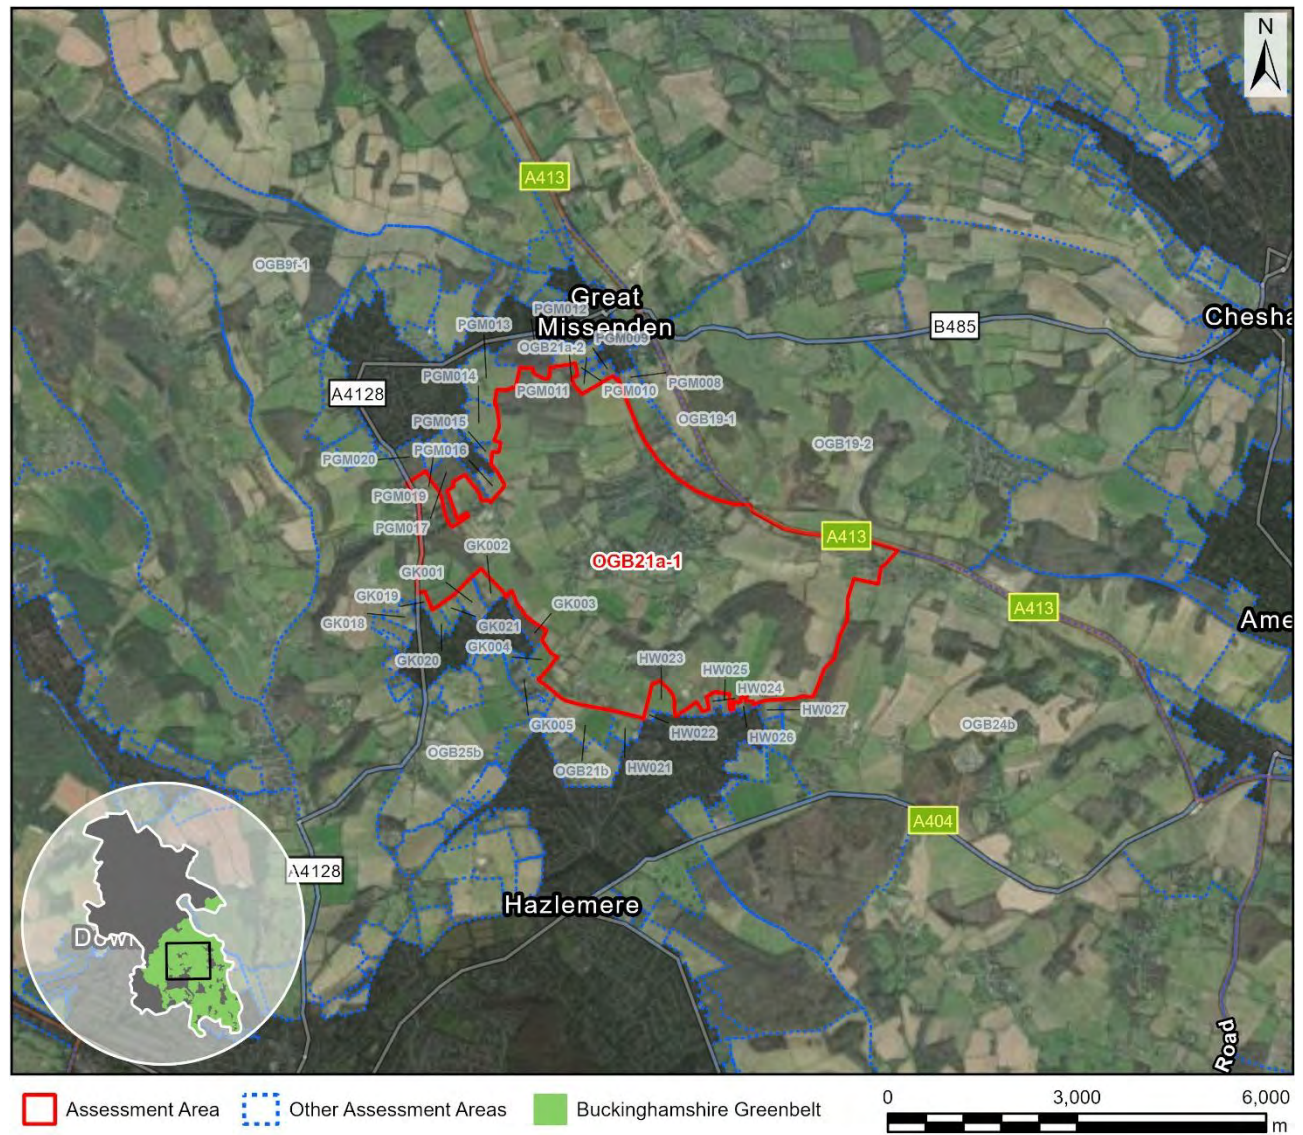 N
A413
OGB9f-1
Great
Missenden
PGM012
PGM013
PGM009
OGB21a-2
B485
Chesha
PGM014
A4128
PGM011
PGM010
PGM008
PGM015
OGB19-1
OGB19-2
PGM016
PGM020
PGM019
PGM017
GK002
A413
OGB21a-1
GK001
GK019
GK003
A413
GK018
GK021
Ame
GK004
GK020
HW023
HW025
HW024
HW027
GK005
HW022
HW026
OGB24b
OGB25b
OGB21b
HW021
A404
A4128
Hazlemere
Dowr
Road
Assessment Area
Other Assessment Areas
Buckinghamshire Greenbelt
0
3,000
6,000
m